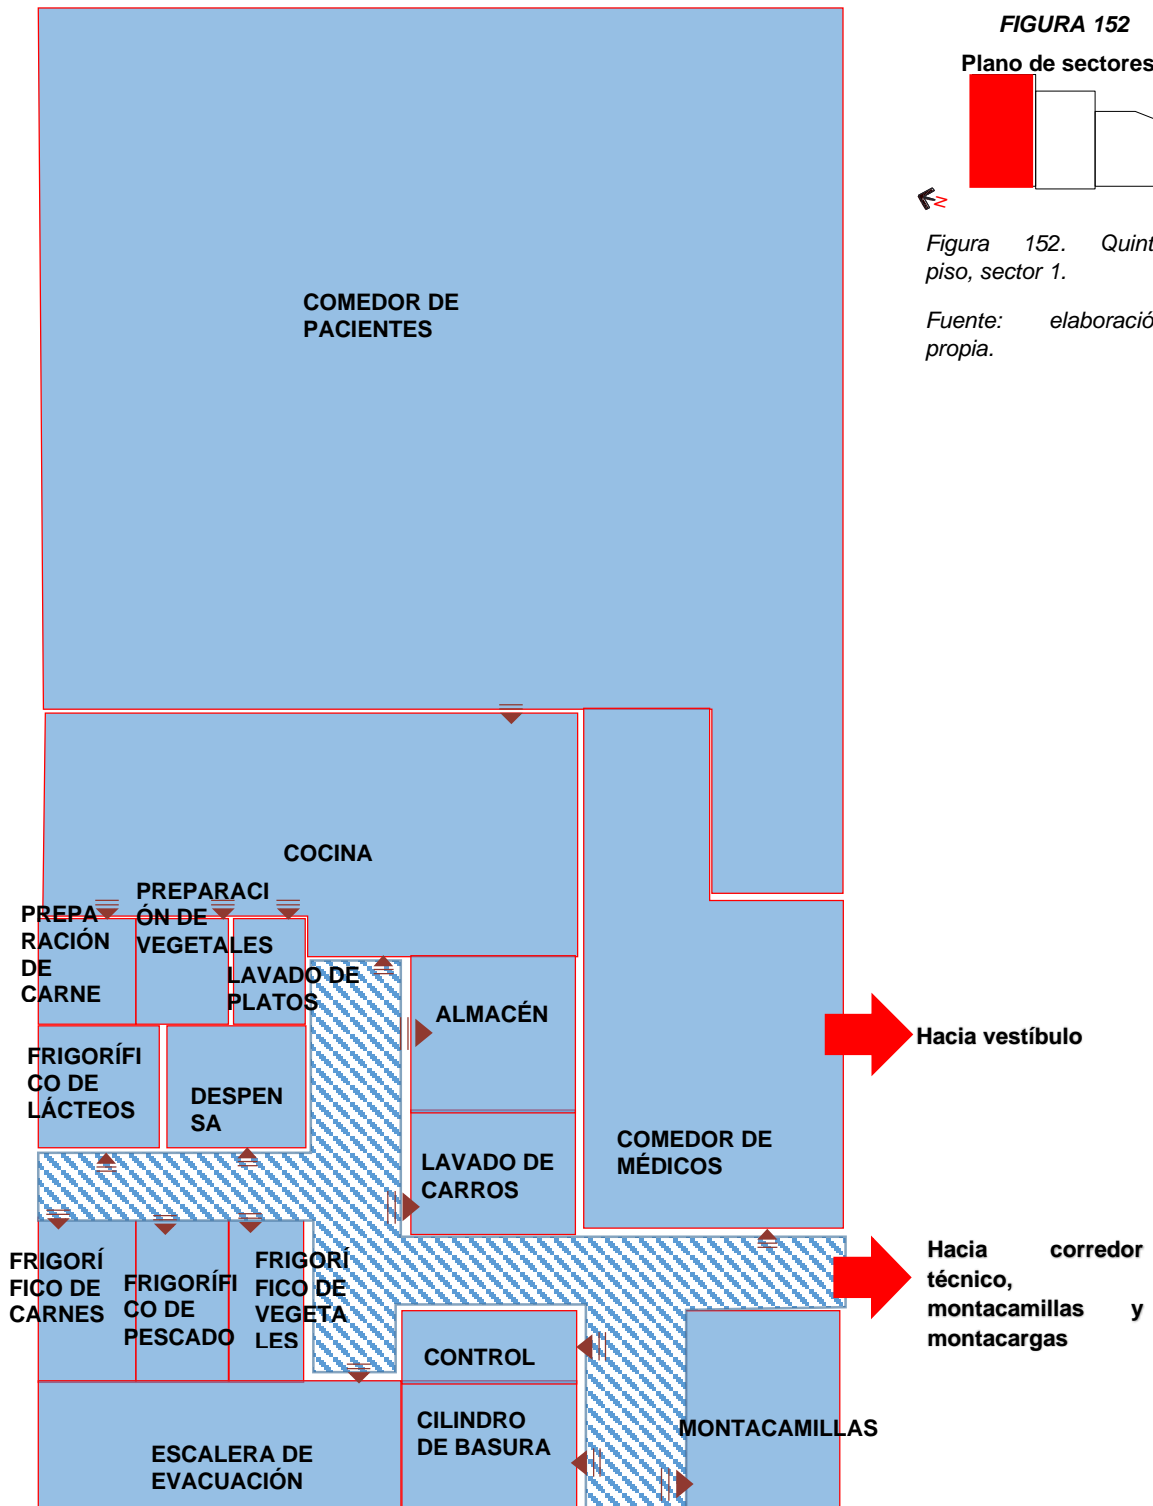 FIGURA 152
Plano de sectores
N
Figura 152. Quint
piso, sector 1.
Fuente: elaboració
propia.
COMEDOR DE
PACIENTES
COCINA
PREPARACI
ÓN DE
VEGETALES
PREPA
RACIÓN
DE
CARNE
LAVADO DE
PLATOS
ALMACÉN
Hacia vestíbulo
FRIGORÍFI
CO DE
LÁCTEOS
DESPEN
SA
COMEDOR DE
MÉDICOS
LAVADO DE
CARROS
FRIGORÍ
FICO DE
CARNES
FRIGORÍFI
CO DE
PESCADO
FRIGORÍ
FICO DE
VEGETA
LES
Hacia corredor
técnico,
montacamillas y
montacargas
CONTROL
CILINDRO
DE BASURA
MONTACAMILLAS
ESCALERA DE
EVACUACIÓN